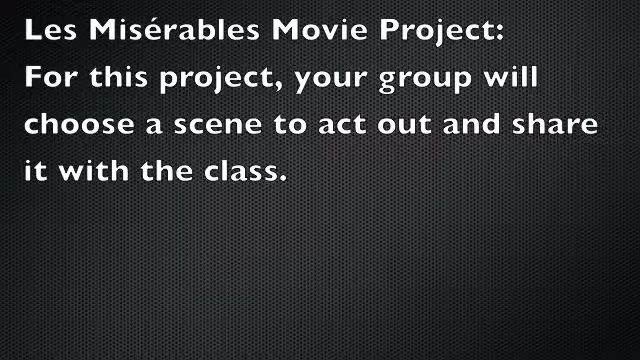 Les Misérables Movie Project:
For this project, your group will
choose a scene to act out and share
it with the class.